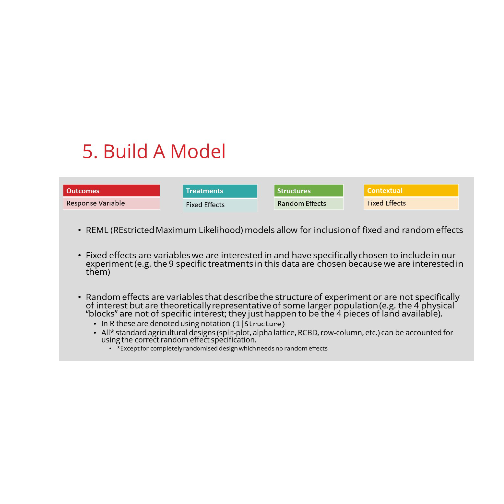 5. Build A Model
Outcomes Treatments Structures Contextual
Response Variable Fixed Effects Random Effects Fixed Effects
• REML (REstricted Maximum Likelihood) models allow for inclusion of fixed and random effects
• Fixed effects are variables we are interested in and have specifically chosen to include in our
experiment (e.g. the 9 specific treatments in this data are chosen because we are interested in
them)
• Random effects are variables that describe the structure of experiment or are not specifically
of interest but are theoretically representative of some larger population (e.g. the 4 physical
"blocks" are not of specific interest; they just happen to be the 4 pieces of land available).
• In R these are denoted using notation (1|Structure)
• All* standard agricultural designs (split-plot, alpha lattice, RCBD, row-column, etc.) can be accounted for
using the correct random effect specification.
• *Except for completely randomised design which needs no random effects